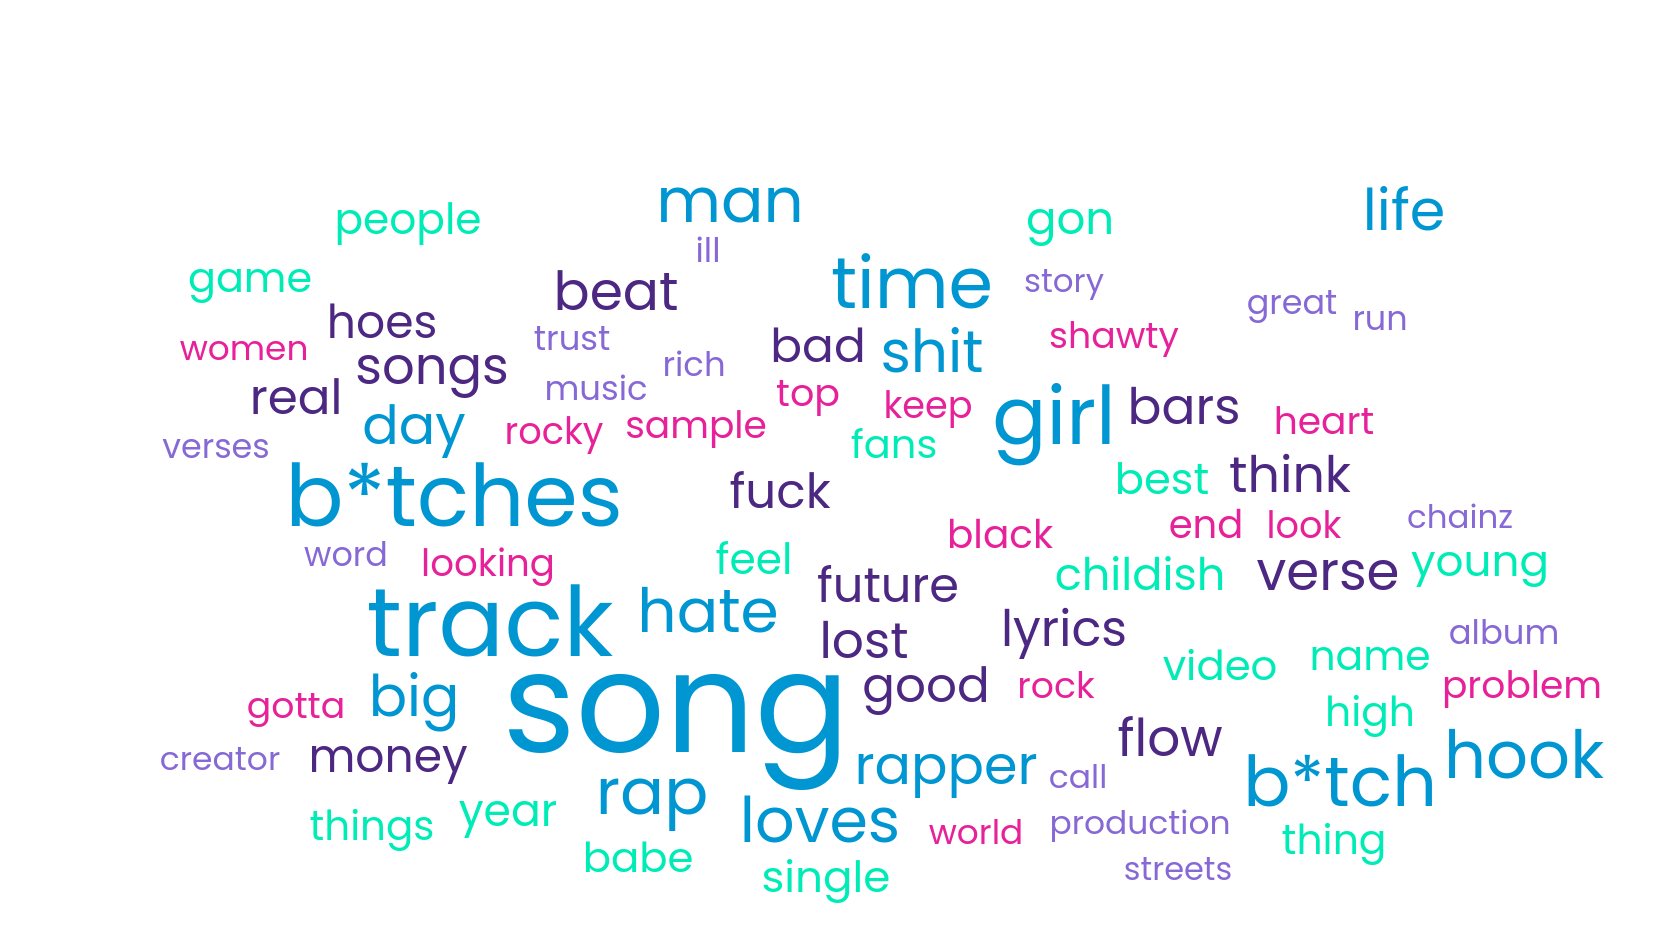 people
man
gon
life
ill
game
beat
time
story
great
run
hoes
women
songs
trust
rich
bad
shit
shawty
real
music
top
keep
girl
bars
heart
day
rocky
sample
fans
verses
b*tches
fuck
best
think
black
end
look
chainz
word
looking
feel
future
childish
verse
young
track
hate
lost
lyrics
album
video
name
gotta
big
song
good
rock
problem
high
creator
money
rapper
flow
call
b*tch
hook
rap
things
year
loves
world
production
thing
babe
single
streets